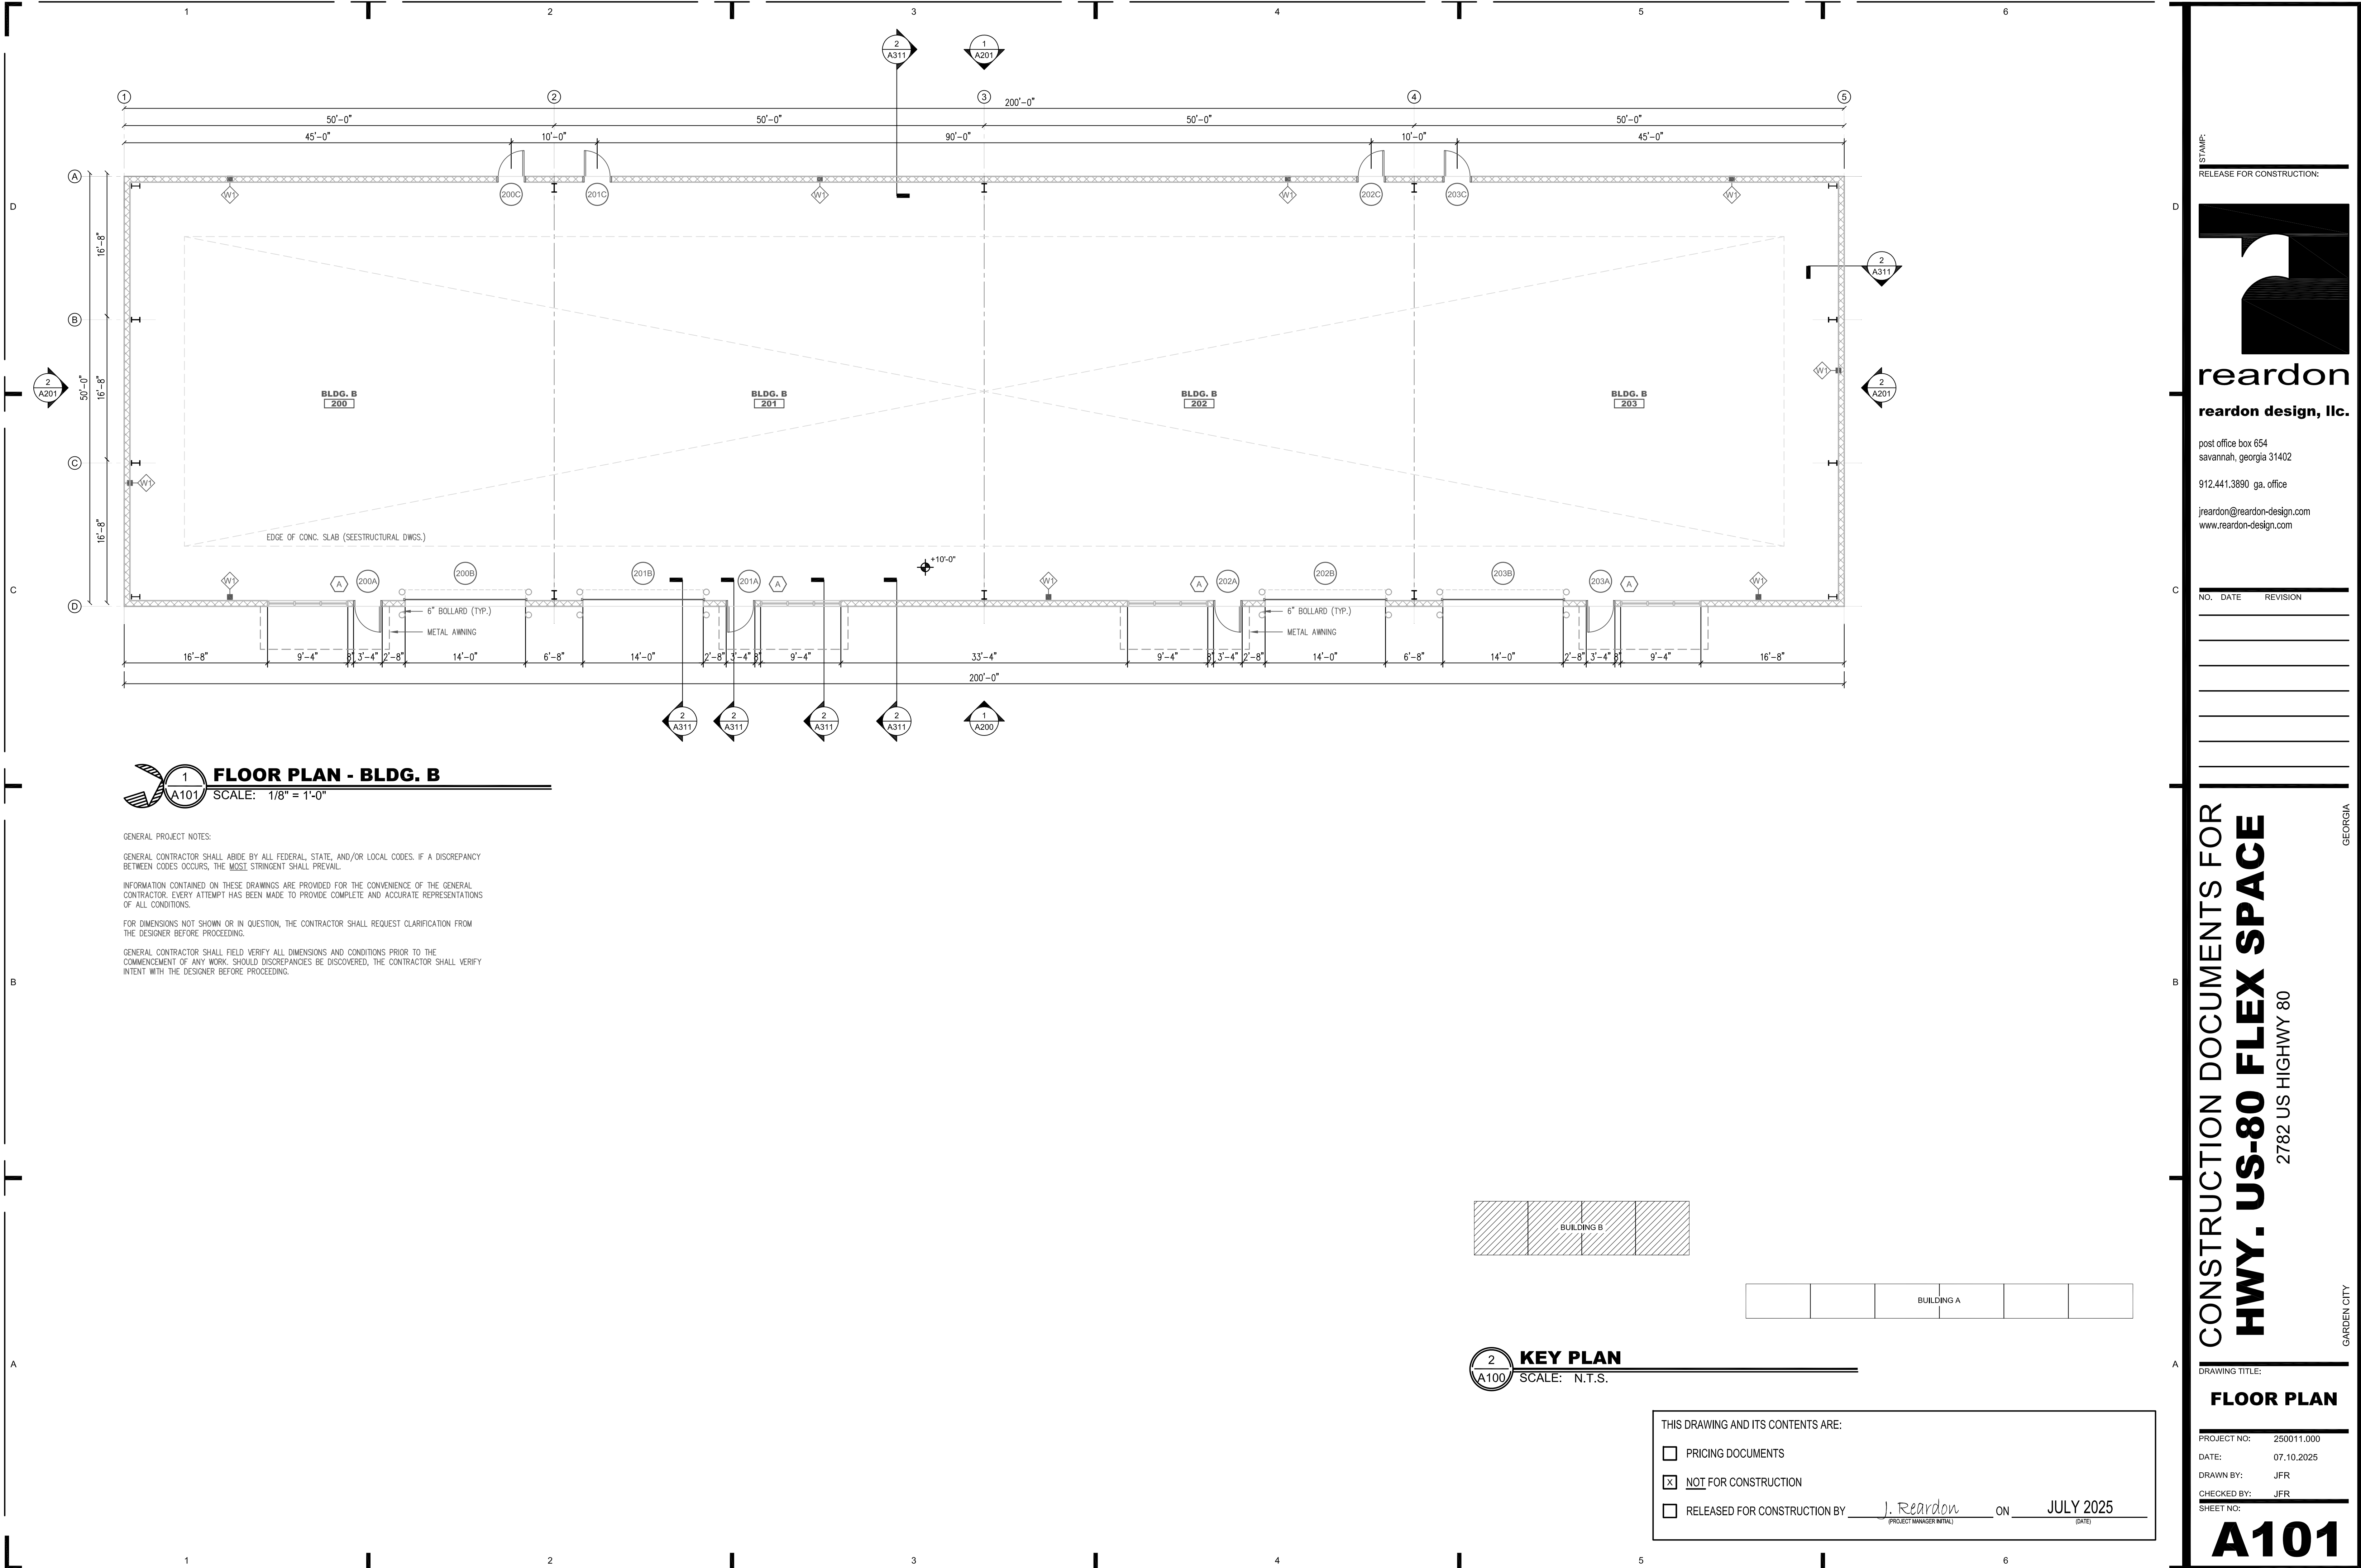 1 2 3 4 5 6
2
A311
1
A201
1 2 3 4 5
200'-0"
50'-0" 50'-0" 50'-0" 50'-0"
45'-0" 10'-0" 90'-0" 10'-0" 45'-0"
A
W1 200C 201C W1 W1 202C 203C W1
D
D
16'-8"
2
A311
B
2
A201
50'-0"
16'-8"
BLDG. B
200
BLDG. B
201
BLDG. B
202
BLDG. B
203
W1
2
A201
C
W1
16'-8"
EDGE OF CONC. SLAB (SEESTRUCTURAL DWGS.)
+10'-0"
W1 A 200A 200B 201B 201A A W1 A 202A 202B 203B 203A A W1
C
C
D
6" BOLLARD (TYP.)
METAL AWNING
6" BOLLARD (TYP.)
METAL AWNING
16'-8" 9'-4" 8" 3'-4" 2'-8" 14'-0" 6'-8" 14'-0" 2'-8" 3'-4" 8" 9'-4" 33'-4" 9'-4" 8" 3'-4" 2'-8" 14'-0" 6'-8" 14'-0" 2'-8" 3'-4" 8" 9'-4" 16'-8"
200'-0"
2
A311
2
A311
2
A311
2
A311
1
A200
1
A101
FLOOR PLAN - BLDG. B
SCALE: 1/8" = 1'-0"
GENERAL PROJECT NOTES:
GENERAL CONTRACTOR SHALL ABIDE BY ALL FEDERAL, STATE, AND/OR LOCAL CODES. IF A DISCREPANCY
BETWEEN CODES OCCURS, THE MOST STRINGENT SHALL PREVAIL.
INFORMATION CONTAINED ON THESE DRAWINGS ARE PROVIDED FOR THE CONVENIENCE OF THE GENERAL
CONTRACTOR. EVERY ATTEMPT HAS BEEN MADE TO PROVIDE COMPLETE AND ACCURATE REPRESENTATIONS
OF ALL CONDITIONS.
FOR DIMENSIONS NOT SHOWN OR IN QUESTION, THE CONTRACTOR SHALL REQUEST CLARIFICATION FROM
THE DESIGNER BEFORE PROCEEDING.
GENERAL CONTRACTOR SHALL FIELD VERIFY ALL DIMENSIONS AND CONDITIONS PRIOR TO THE
COMMENCEMENT OF ANY WORK. SHOULD DISCREPANCIES BE DISCOVERED, THE CONTRACTOR SHALL VERIFY
INTENT WITH THE DESIGNER BEFORE PROCEEDING.
B
B
BUILDING B
BUILDING A
2
A100
KEY PLAN
SCALE: N.T.S.
A
A
THIS DRAWING AND ITS CONTENTS ARE:
PRICING DOCUMENTS
X NOT FOR CONSTRUCTION
RELEASED FOR CONSTRUCTION BY J. Reardon ON JULY 2025
(PROJECT MANAGER INITIAL) (DATE)
1 2 3 4 5 6
STAMP:
RELEASE FOR CONSTRUCTION:
reardon
reardon design, llc.
post office box 654
savannah, georgia 31402
912.441.3890 ga. office
jreardon@reardon-design.com
www.reardon-design.com
NO. DATE REVISION
CONSTRUCTION DOCUMENTS FOR
HWY. US-80 FLEX SPACE
2782 US HIGHWY 80
GARDEN CITY GEORGIA
DRAWING TITLE:
FLOOR PLAN
PROJECT NO: 250011.000
DATE: 07.10.2025
DRAWN BY: JFR
CHECKED BY: JFR
SHEET NO:
A101